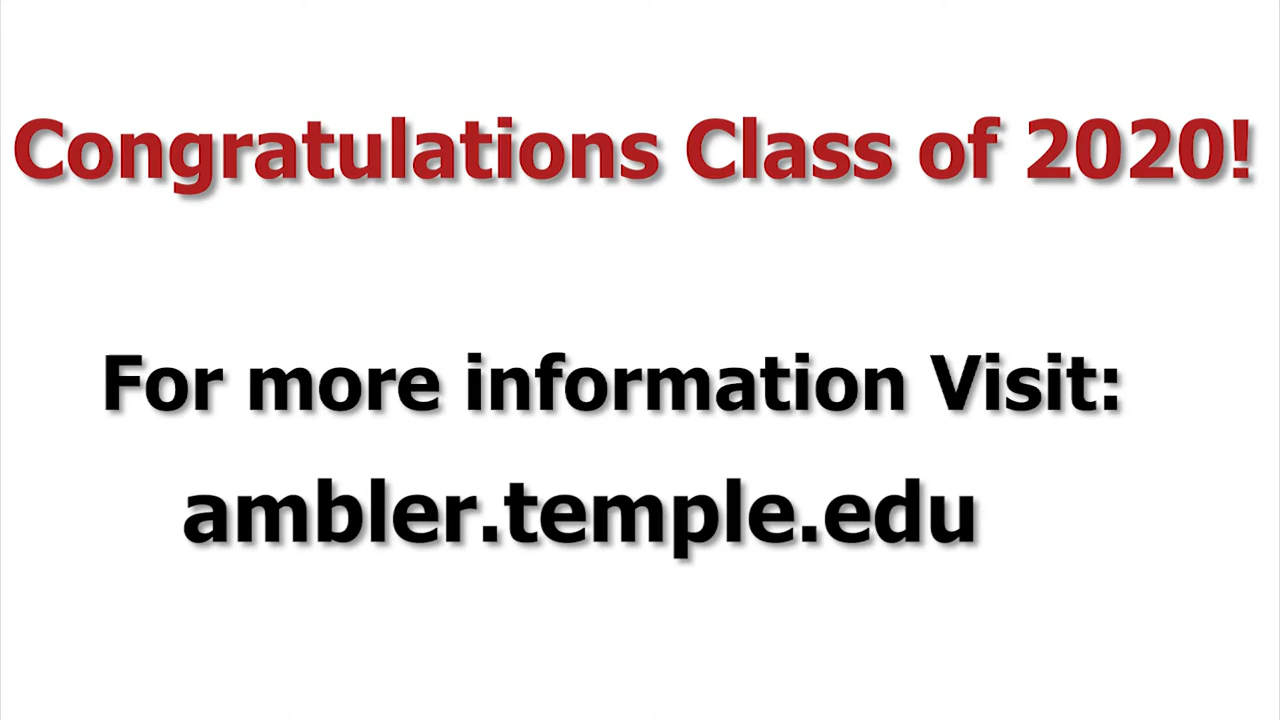 Congratulations Class of 2020!
For more information Visit:
ambler.temple.edu